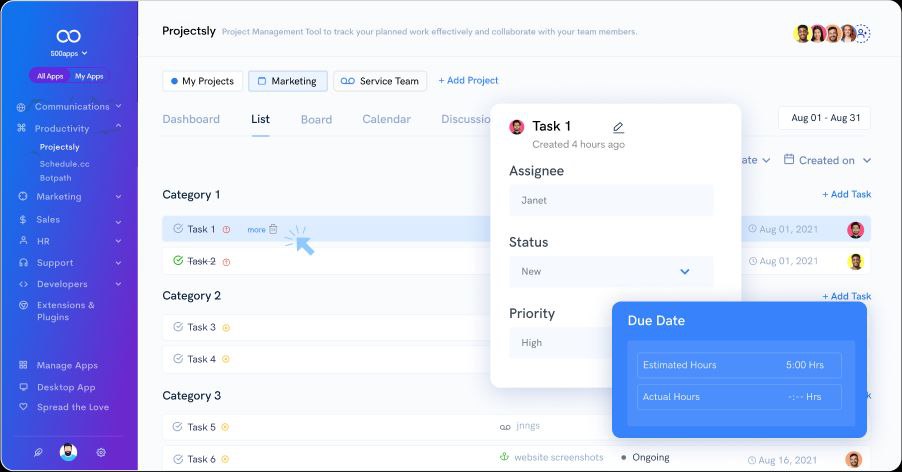 500apps
All Apps My Apps
Communications
Productivity
Projectsly
Schedule.cc
Botpath
Marketing
Sales
HR
Support
Developers
Extensions &
Plugins
Manage Apps
Desktop App
Spread the Love
Projectsly Project Management Tool to track your planned work effectively and collaborate with your team members.
My Projects Marketing Service Team + Add Project
Dashboard List Board Calendar Discussio
Aug 01 - Aug 31
ate Created on
Category 1 + Add Task
Task 1 more Aug 01, 2021
Task 2 Aug 01, 2021
Category 2 + Add Task
Task 3
Task 4
Category 3 k
Task 5 jnngs
Task 6 website screenshots Ongoing Aug 16, 2021
Task 1
Created 4 hours ago
Assignee
Janet
Status
New
Priority
High
Due Date
Estimated Hours 5:00 Hrs
Actual Hours -:-- Hrs